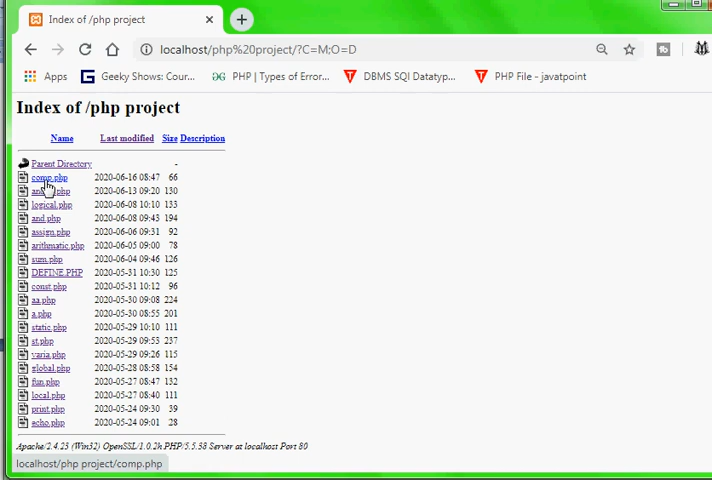 Index of /php project
localhost/php%20project/?C=M;O=D
Apps Geeky Shows: Cour... PHP | Types of Error... DBMS SQl Datatyp... PHP File - javatpoint
Index of /php project
Name Last modified Size Description
Parent Directory -
comp.php 2020-06-16 08:47 66
.php 2020-06-13 09:20 130
logical.php 2020-06-08 10:10 133
and.php 2020-06-08 09:43 194
assign.php 2020-06-06 09:31 92
arithmatic.php 2020-06-05 09:00 78
sum.php 2020-06-04 09:46 126
DEFINE.PHP 2020-05-31 10:30 125
const.php 2020-05-31 10:12 96
aa.php 2020-05-30 09:08 224
a.php 2020-05-30 08:55 201
static.php 2020-05-29 10:10 111
st.php 2020-05-29 09:53 237
varia.php 2020-05-29 09:26 115
global.php 2020-05-28 08:58 154
fun.php 2020-05-27 08:47 132
local.php 2020-05-27 08:40 111
print.php 2020-05-24 09:30 39
echo.php 2020-05-24 09:01 28
Apache/2.4.23 (Win32) OpenSSL/1.0.2h PHP/5.5.38 Server at localhost Port 80
localhost/php project/comp.php